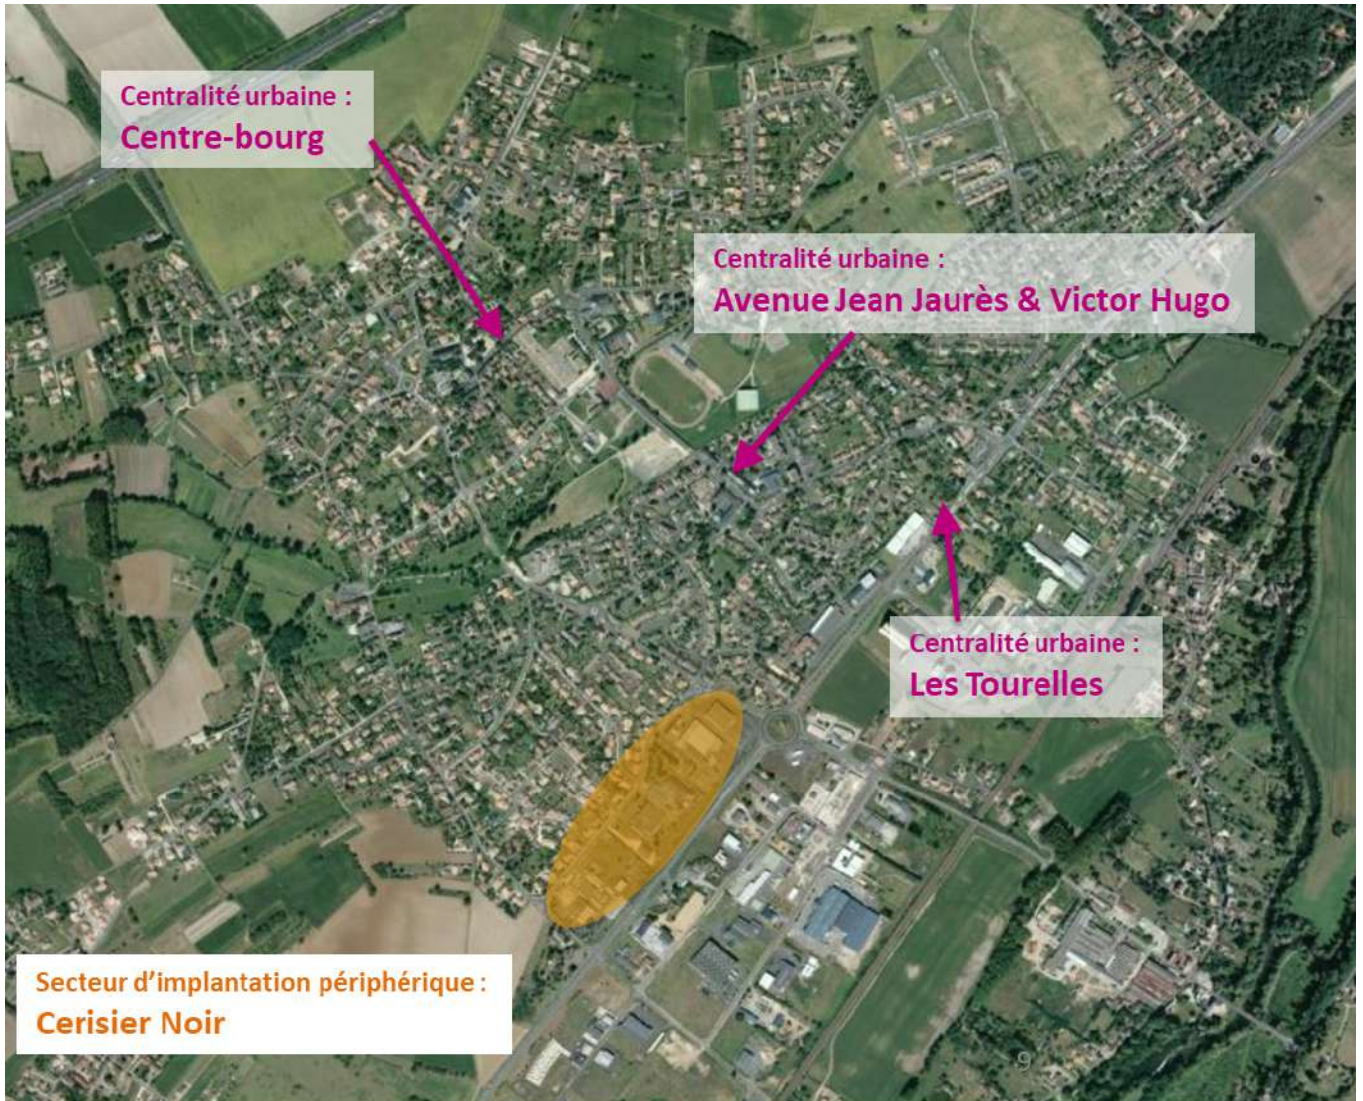 Centralité urbaine :
Centre-bourg
Centralité urbaine :
Avenue Jean Jaurès & Victor Hugo
Centralité urbaine :
Les Tourelles
Secteur d’implantation périphérique :
Cerisier Noir
9